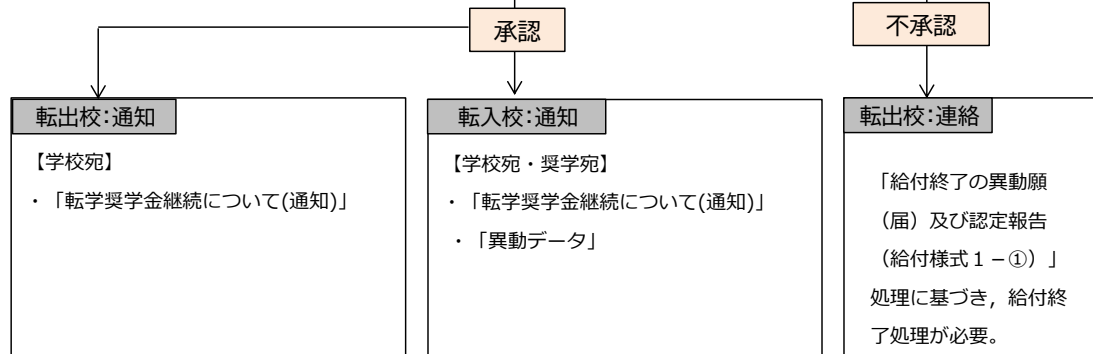 承認
不承認
転出校:通知
【学校宛】
・「転学奨学金継続について(通知)」
転入校:通知
【学校宛・奨学宛】
・「転学奨学金継続について(通知)」
・「異動データ」
転出校:連絡
「給付終了の異動願
（届）及び認定報告
（給付様式１－①）」
処理に基づき，給付終
了処理が必要。